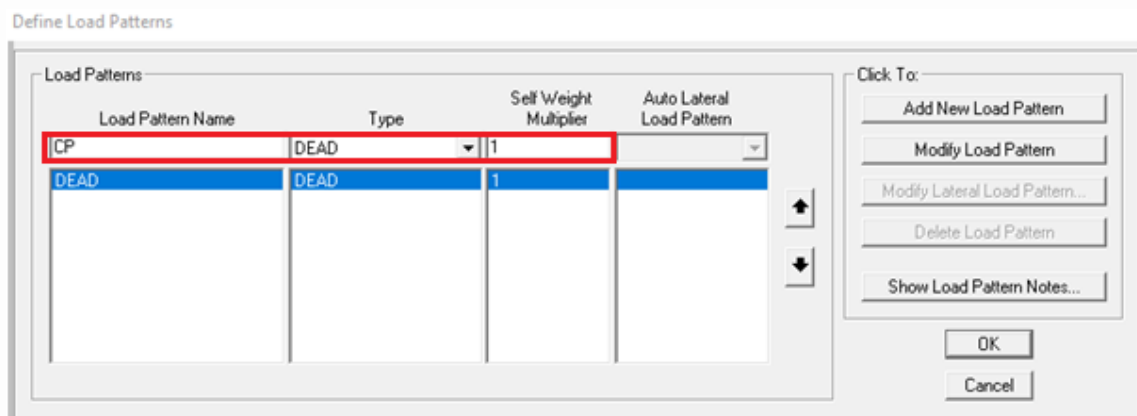 Define Load Patterns
Load Patterns
Click To:
Load Pattern Name Type Self Weight Multiplier Auto Lateral Load Pattern
CP DEAD 1
DEAD DEAD 1
Add New Load Pattern
Modify Load Pattern
Modify Lateral Load Pattern...
Delete Load Pattern
Show Load Pattern Notes...
OK
Cancel